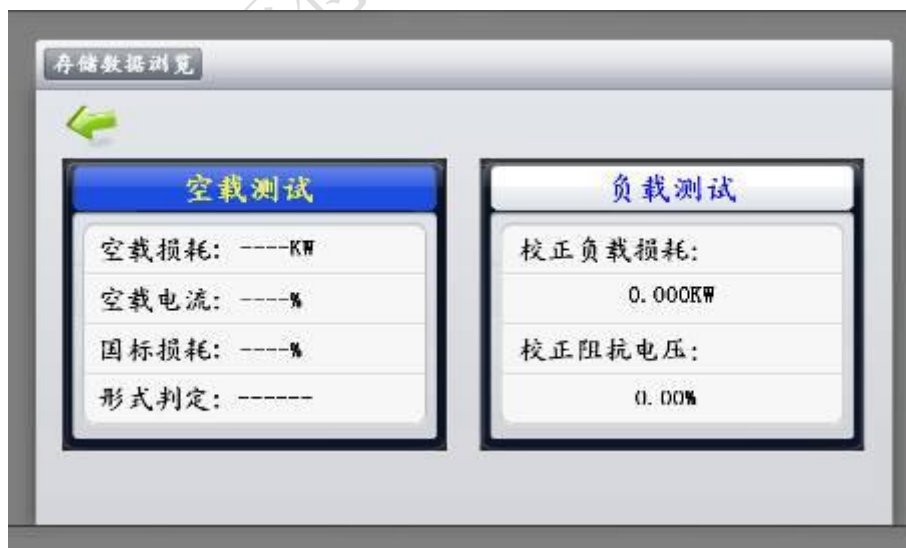 存储数据浏览
空载测试
空载损耗: ----KW
空载电流: ----%
国标损耗: ----%
形式判定: ------
负载测试
校正负载损耗:
0.000KW
校正阻抗电压:
0.00%